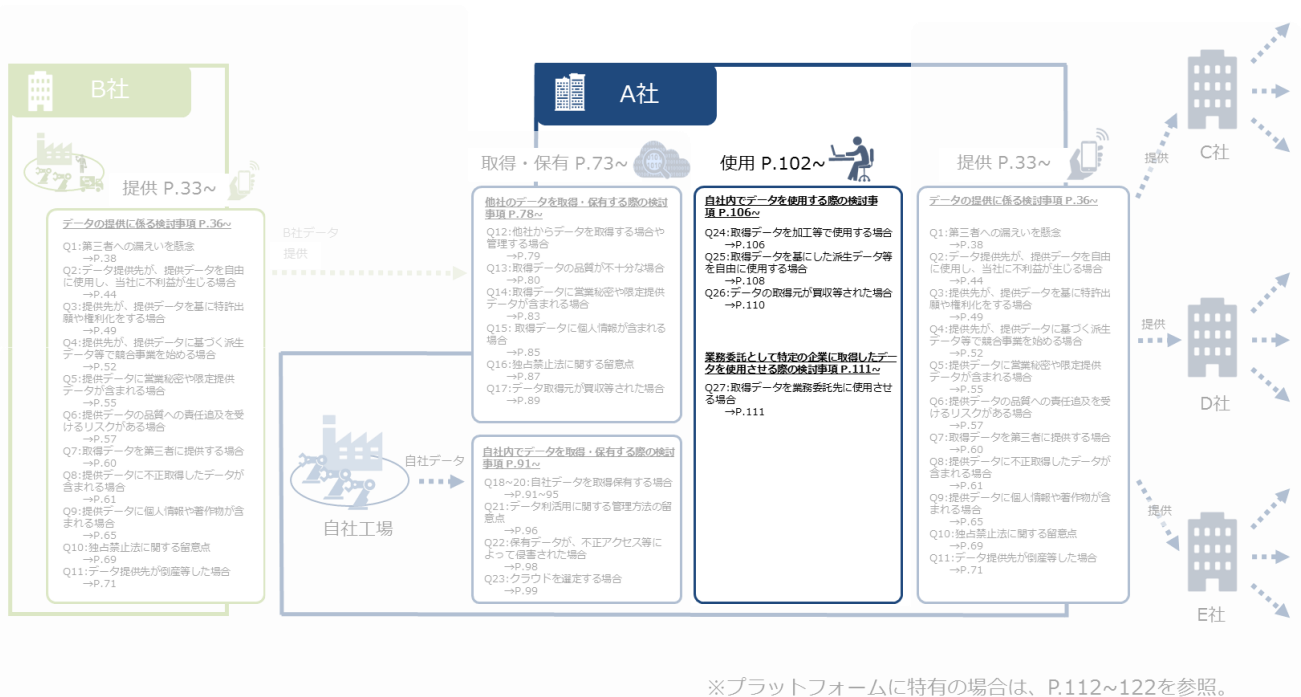 B社
提供 P.33~
データの提供に係る検討事項 P.36~
Q1:第三者への漏えいを懸念
→P.38
Q2:データ提供先が、提供データを自由
に使用し、当社に不利益が生じる場合
→P.44
Q3:提供先が、提供データを基に特許出
願や権利化をする場合
→P.49
Q4:提供先が、提供データに基づく派生
データ等で競合事業を始める場合
→P.52
Q5:提供データに営業秘密や限定提供
データが含まれる場合
→P.55
Q6:提供データの品質への責任追及を受
けるリスクがある場合
→P.57
Q7:取得データを第三者に提供する場合
→P.60
Q8:提供データに不正取得したデータが
含まれる場合
→P.61
Q9:提供データに個人情報や著作物が含
まれる場合
→P.65
Q10:独占禁止法に関する留意点
→P.69
Q11:データ提供先が倒産等した場合
→P.71
B社データ
提供
自社工場
自社データ
A社
取得・保有 P.73~
他社のデータを取得・保有する際の検討
事項 P.78~
Q12:他社からデータを取得する場合や
管理する場合
→P.79
Q13:取得データの品質が不十分な場合
→P.80
Q14:取得データに営業秘密や限定提供
データが含まれる場合
→P.83
Q15: 取得データに個人情報が含まれる
場合
→P.85
Q16:独占禁止法に関する留意点
→P.87
Q17:データ取得元が買収等された場合
→P.89
自社内でデータを取得・保有する際の検討
事項 P.91~
Q18~20:自社データを取得保有する場合
→P.91~95
Q21:データ利活用に関する管理方法の留
意点
→P.96
Q22:保有データが、不正アクセス等に
よって侵害された場合
→P.98
Q23:クラウドを選定する場合
→P.99
使用 P.102~
自社内でデータを使用する際の検討事
項 P.106~
Q24:取得データを加工等で使用する場合
→P.106
Q25:取得データを基にした派生データ等
を自由に使用する場合
→P.108
Q26:データの取得元が買収等された場合
→P.110
業務委託として特定の企業に取得したデー
タを使用させる際の検討事項 P.111~
Q27:取得データを業務委託先に使用させ
る場合
→P.111
提供 P.33~
データの提供に係る検討事項 P.36~
Q1:第三者への漏えいを懸念
→P.38
Q2:データ提供先が、提供データを自由
に使用し、当社に不利益が生じる場合
→P.44
Q3:提供先が、提供データを基に特許出
願や権利化をする場合
→P.49
Q4:提供先が、提供データに基づく派生
データ等で競合事業を始める場合
→P.52
Q5:提供データに営業秘密や限定提供
データが含まれる場合
→P.55
Q6:提供データの品質への責任追及を受
けるリスクがある場合
→P.57
Q7:取得データを第三者に提供する場合
→P.60
Q8:提供データに不正取得したデータが
含まれる場合
→P.61
Q9:提供データに個人情報や著作物が含
まれる場合
→P.65
Q10:独占禁止法に関する留意点
→P.69
Q11:データ提供先が倒産等した場合
→P.71
提供
C社
提供
D社
提供
E社
※プラットフォームに特有の場合は、P.112~122を参照。